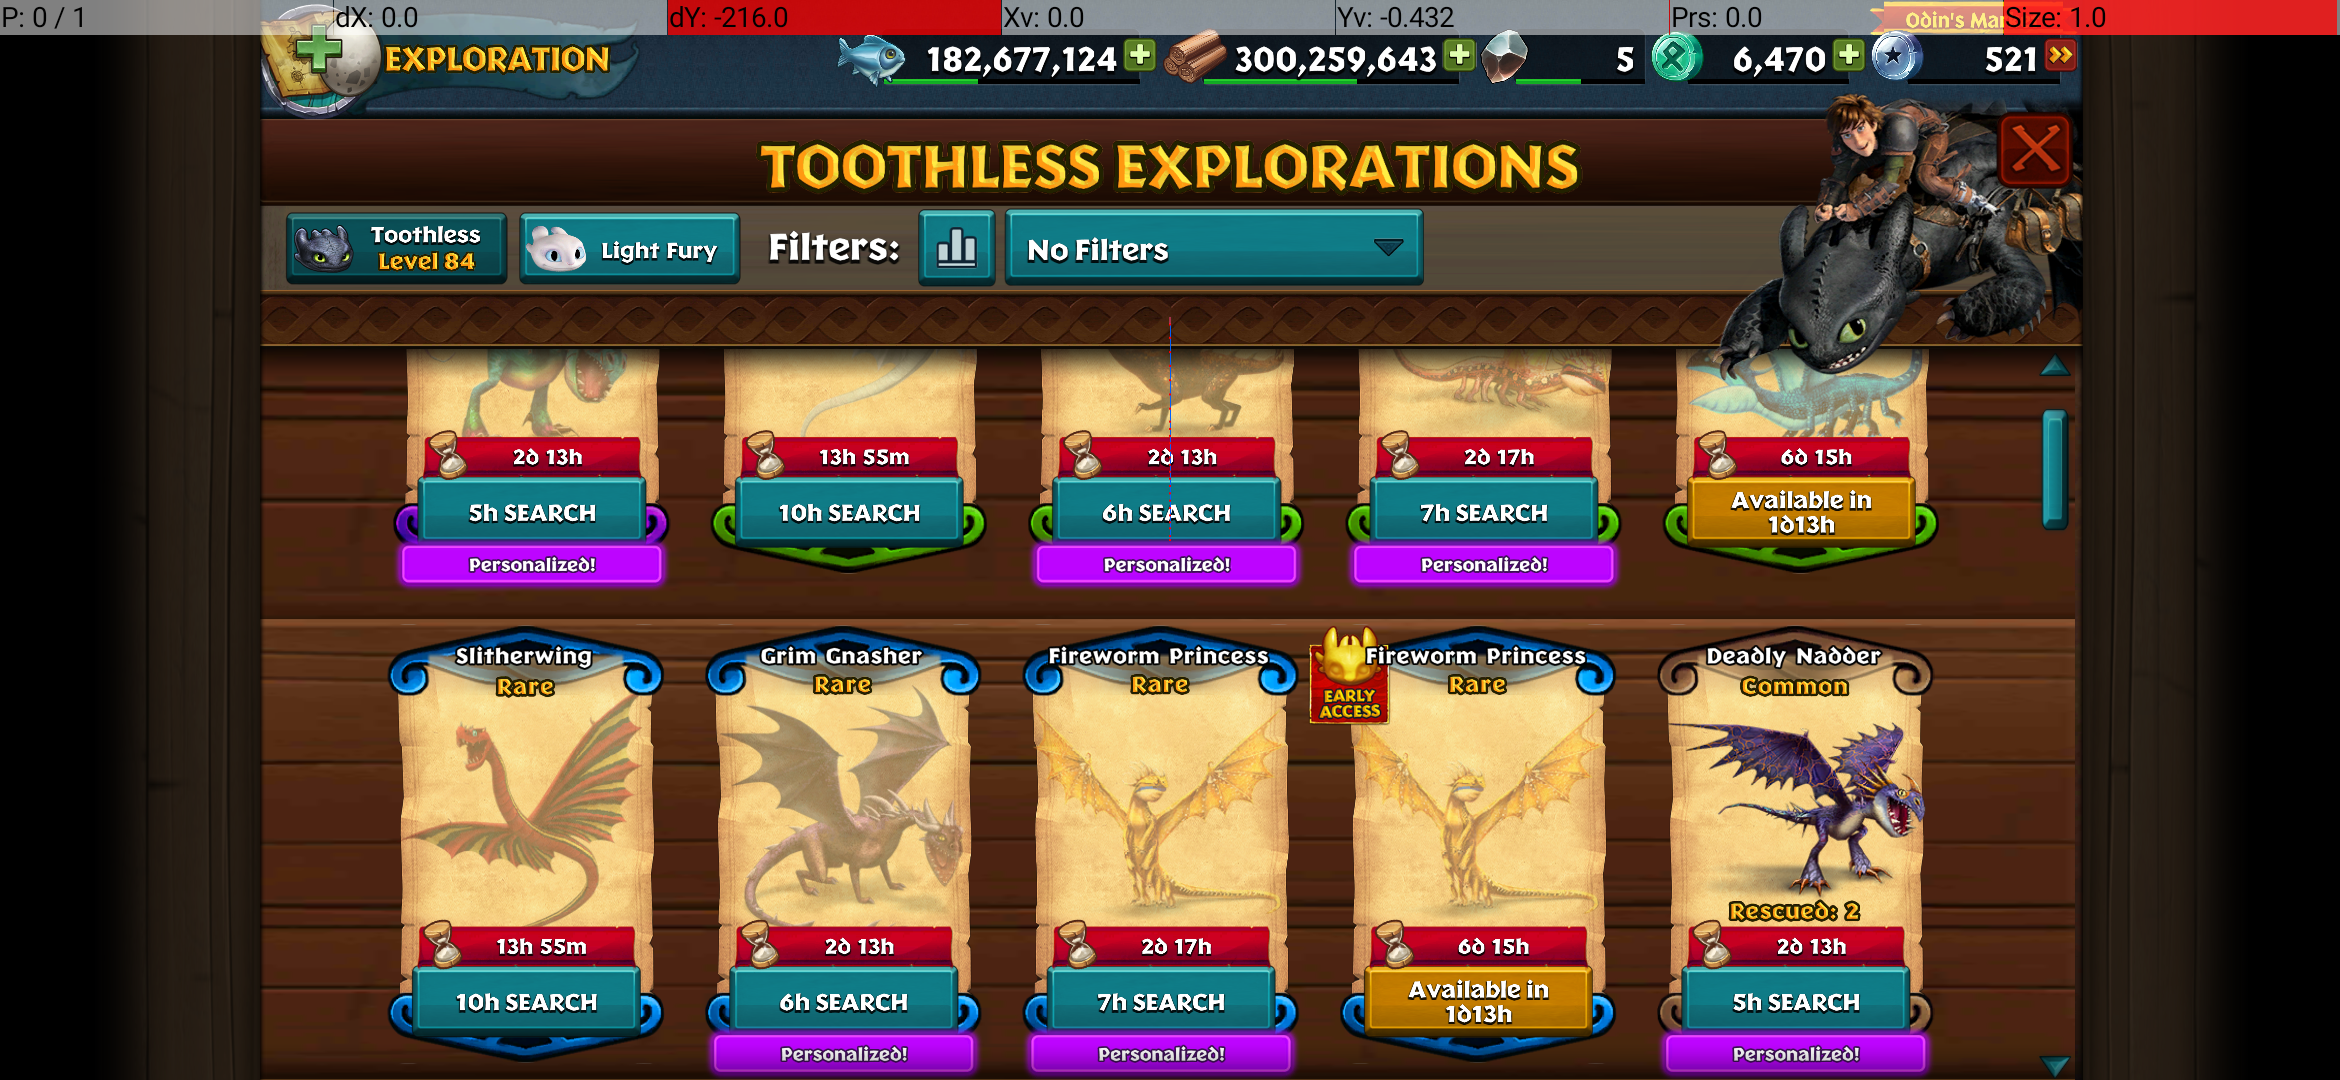 P: 0 / 1
dX: 0.0
dY: -216.0
Xv: 0.0
Yv: -0.432
Prs: 0.0
Size: 1.0
Odin's Mar
EXPLORATION
182,677,124
300,259,643
5
6,470
521
TOOTHLESS EXPLORATIONS
Toothless
Level 84
Light Fury
Filters:
No Filters
2d 13h
13h 55m
2d 13h
2d 17h
6d 15h
5h SEARCH
10h SEARCH
6h SEARCH
7h SEARCH
Available in
1d13h
Personalized!
Personalized!
Personalized!
Slitherwing
Rare
Grim Gnasher
Rare
Fireworm Princess
Rare
EARLY
ACCESS
Fireworm Princess
Rare
Deadly Nadder
Common
Rescued: 2
13h 55m
2d 13h
2d 17h
6d 15h
2d 13h
10h SEARCH
6h SEARCH
7h SEARCH
Available in
1d13h
5h SEARCH
Personalized!
Personalized!
Personalized!